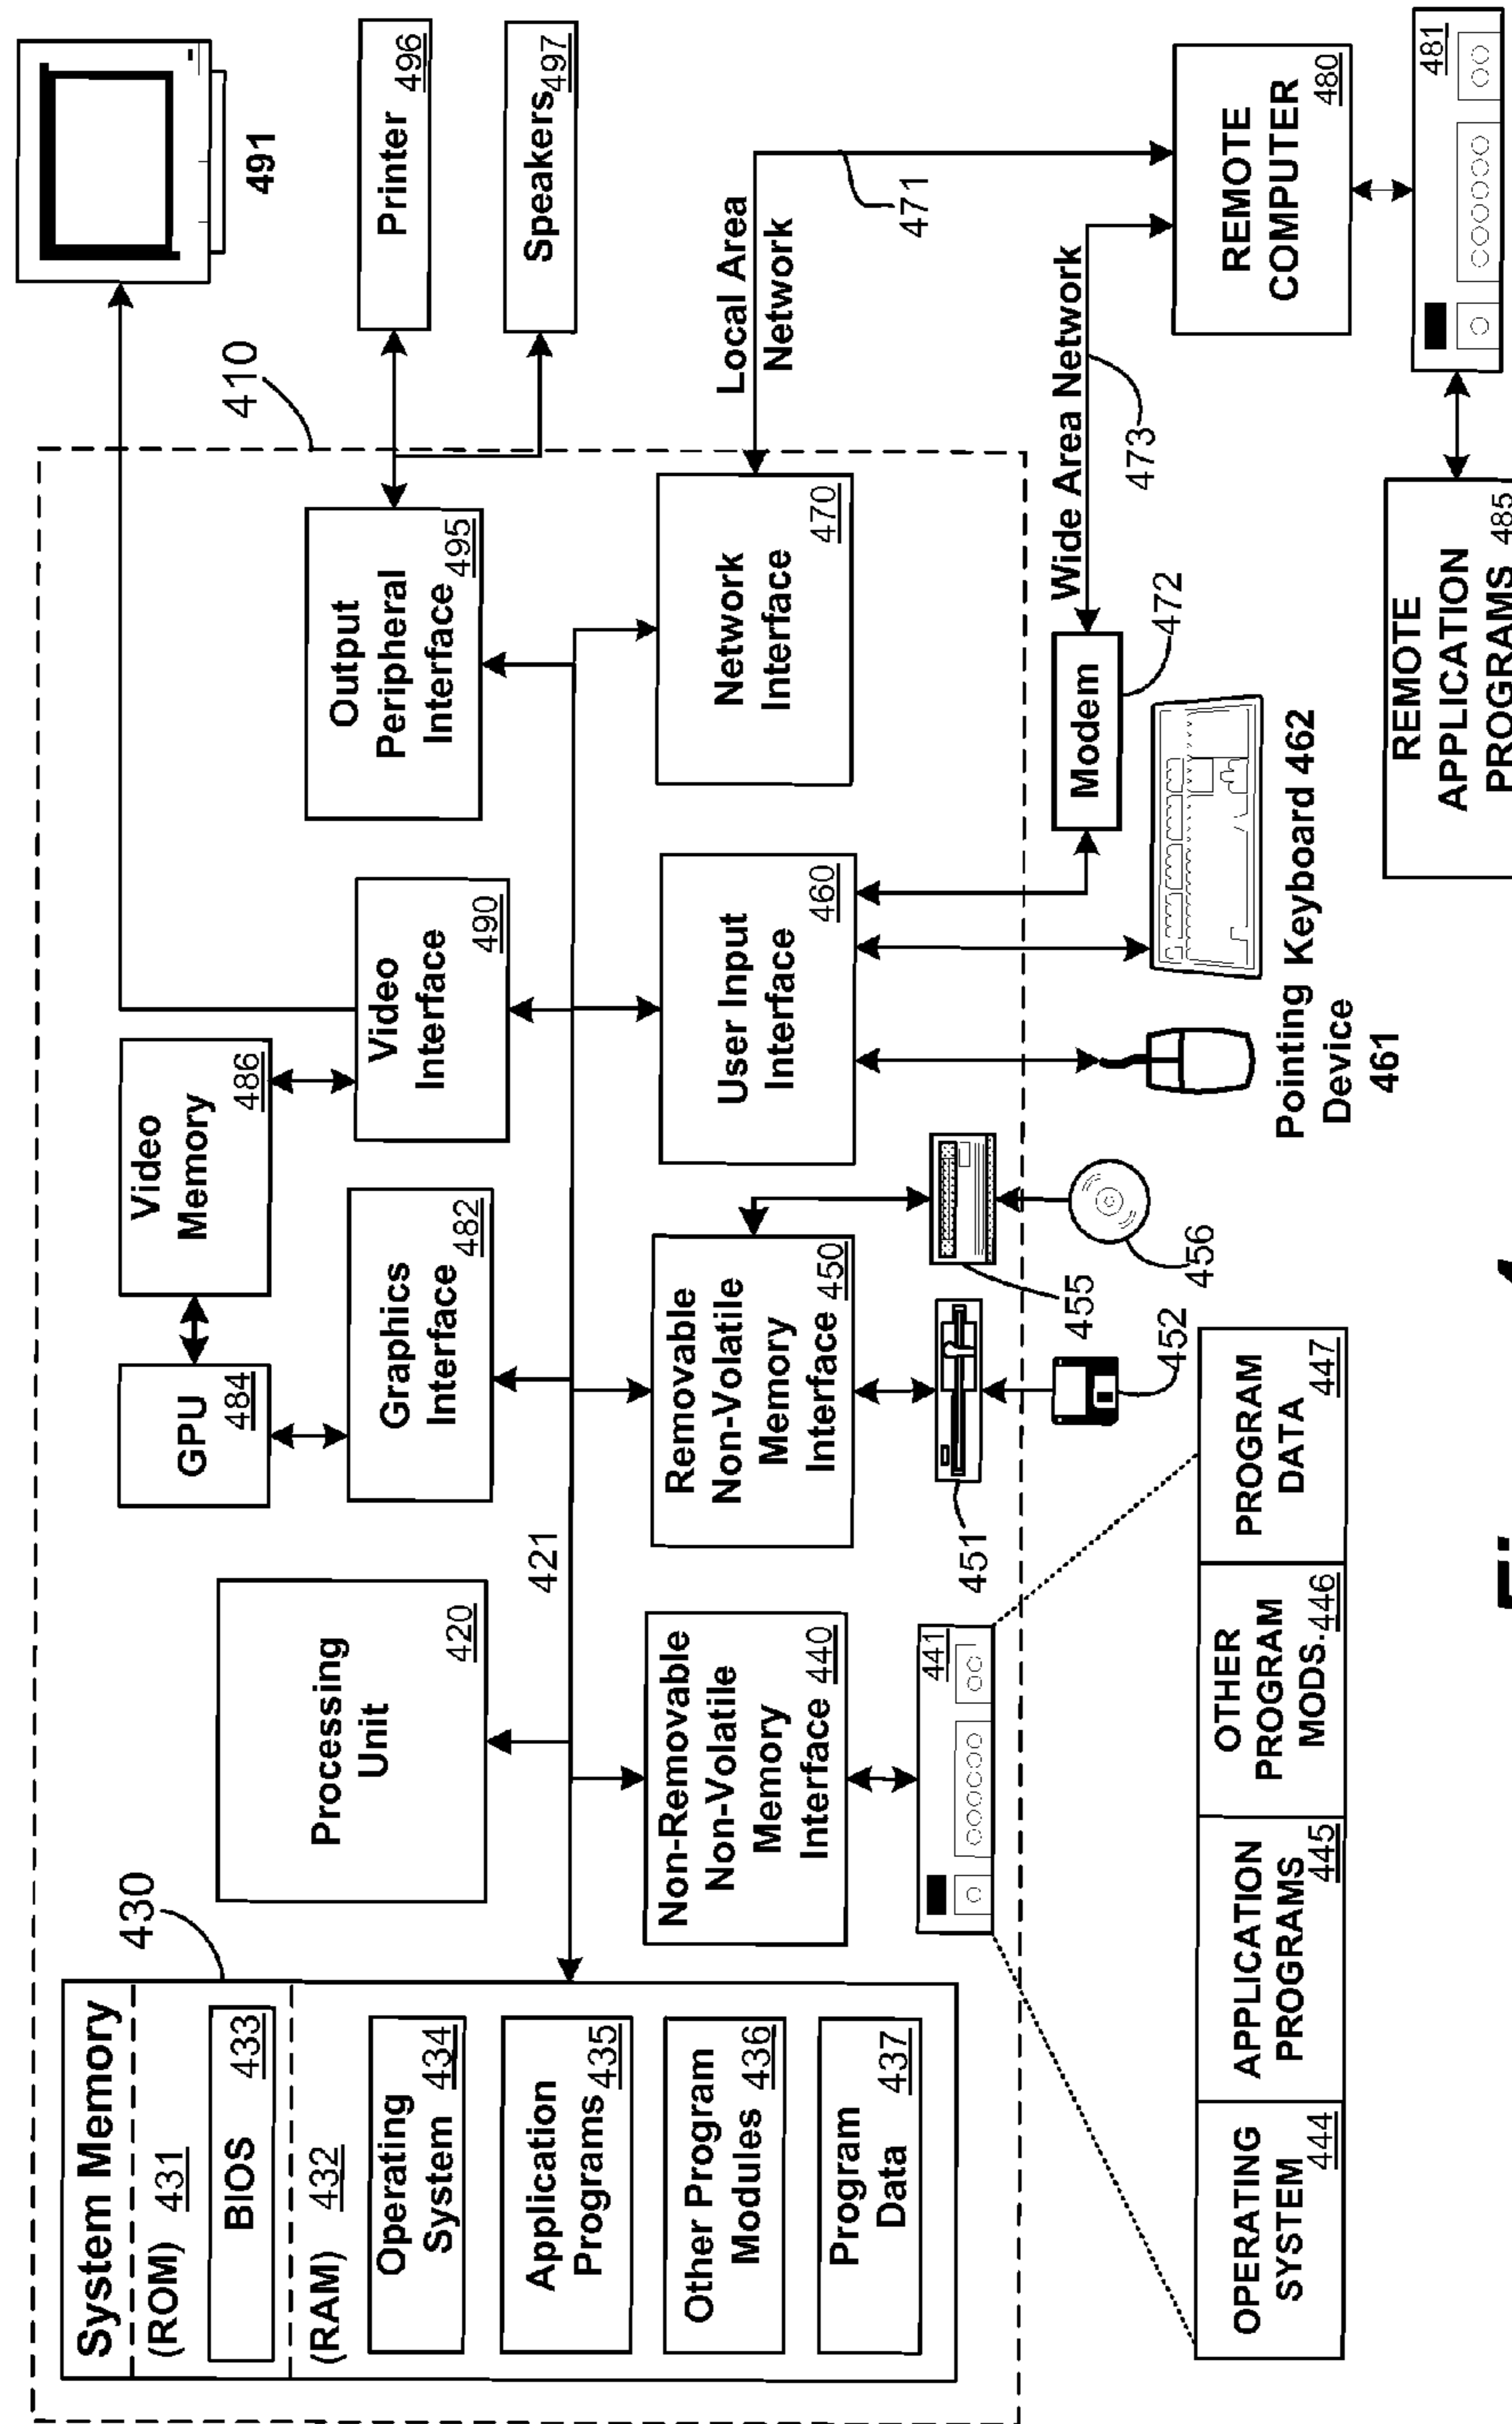 System Memory
(ROM) 431
BIOS 433
(RAM) 432
Operating
System 434
Application
Programs 435
Other Program
Modules 436
Program
Data 437
430
Processing
Unit
420
421
GPU
484
Video
Memory
486
Graphics
Interface
482
Video
Interface
490
Output
Peripheral
Interface 495
410
491
Printer
496
Speakers 497
Non-Removable
Non-Volatile
Memory
Interface 440
Removable
Non-Volatile
Memory
Interface 450
User Input
Interface
460
Network
Interface
470
Local Area
Network
471
441
451
452
455
456
Wide Area Network
473
Modem
472
Pointing
Device
461
Keyboard 462
REMOTE
COMPUTER
480
481
REMOTE
APPLICATION
PROGRAMS 485
OPERATING
SYSTEM 444
APPLICATION
PROGRAMS 445
OTHER
PROGRAM
MODS. 446
PROGRAM
DATA 447